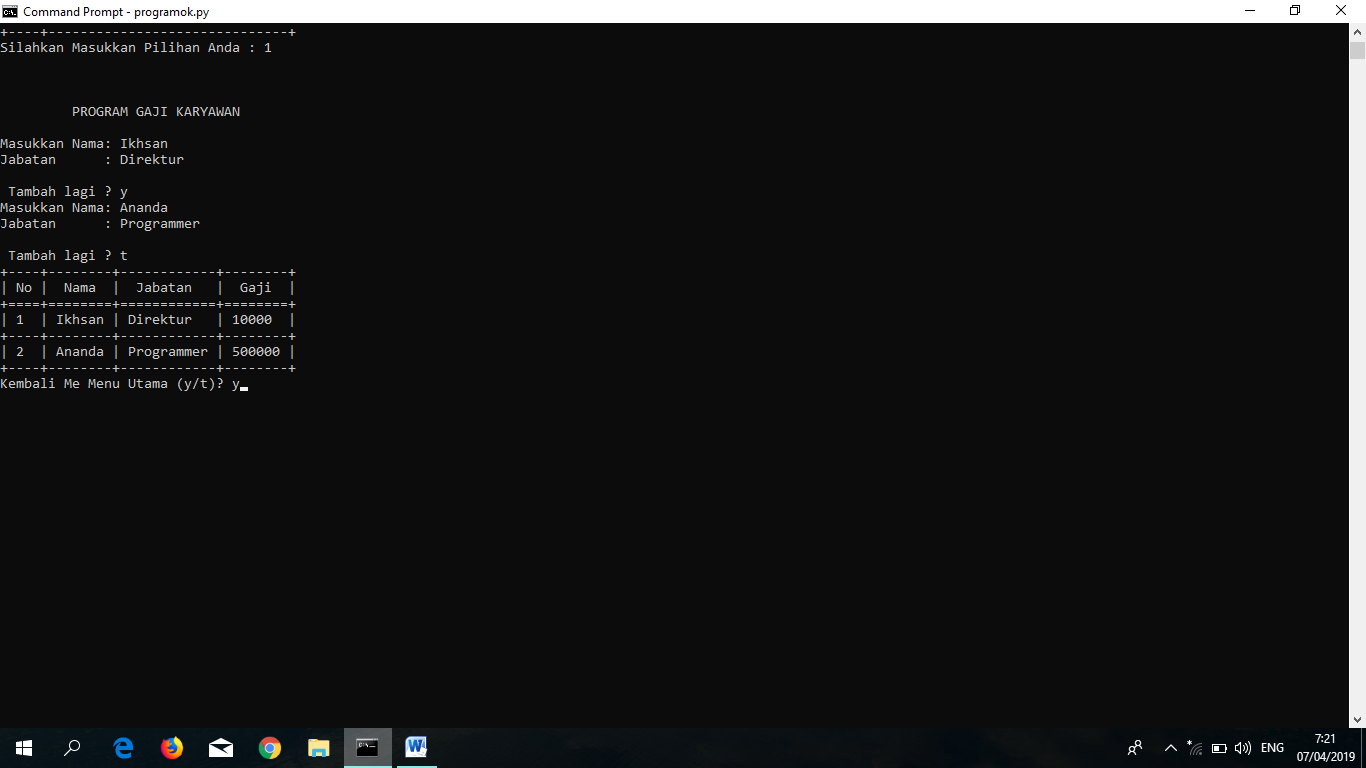 Command Prompt - programok.py
+----+------------------------------+
Silahkan Masukkan Pilihan Anda : 1
PROGRAM GAJI KARYAWAN
Masukkan Nama: Ikhsan
Jabatan      : Direktur
Tambah lagi ? y
Masukkan Nama: Ananda
Jabatan      : Programmer
Tambah lagi ? t
+----+--------+------------+--------+
| No |  Nama  |  Jabatan   |  Gaji  |
+====+========+============+========+
| 1  | Ikhsan | Direktur   | 10000  |
+----+--------+------------+--------+
| 2  | Ananda | Programmer | 500000 |
+----+--------+------------+--------+
Kembali Me Menu Utama (y/t)? y
ENG
7:21
07/04/2019